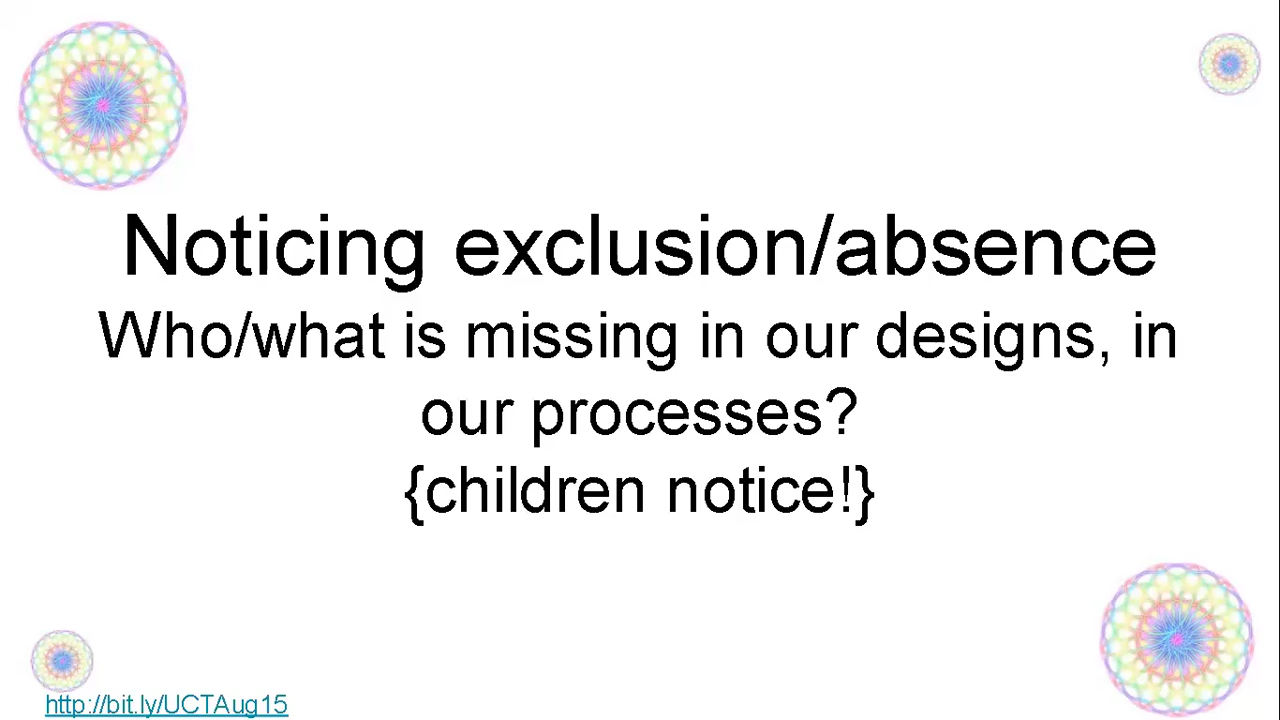 Noticing exclusion/absence
Who/what is missing in our designs, in
our processes?
{children notice!}
http://bit.ly/UCTAug15